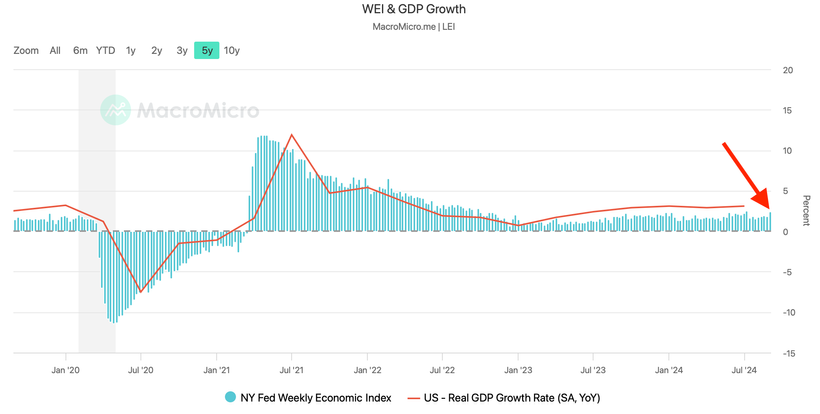 WEI & GDP Growth
MacroMicro.me | LEI
Zoom All 6m YTD 1y 2y 3y 5y 10y
MacroMicro
20
15
10
5
0
-5
-10
-15
Percent
Jan '20 Jul '20 Jan '21 Jul '21 Jan '22 Jul '22 Jan '23 Jul '23 Jan '24 Jul '24
NY Fed Weekly Economic Index US - Real GDP Growth Rate (SA, YoY)